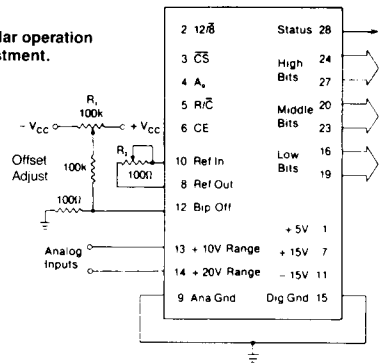 lar operation
stment.
2 12/8̅
3 C̅S̅
4 Aₒ
5 R/C̅
6 CE
10 Ref In
8 Ref Out
12 Bip Off
13 + 10V Range
14 + 20V Range
9 Ana Gnd
Status 28
High Bits 24
27
Middle Bits 20
23
Low Bits 16
19
+ 5V 1
+ 15V 7
− 15V 11
Dig Gnd 15
R₁
100k
− VCC
+ VCC
R₂
100Ω
Offset
Adjust
100k
100Ω
Analog
Inputs